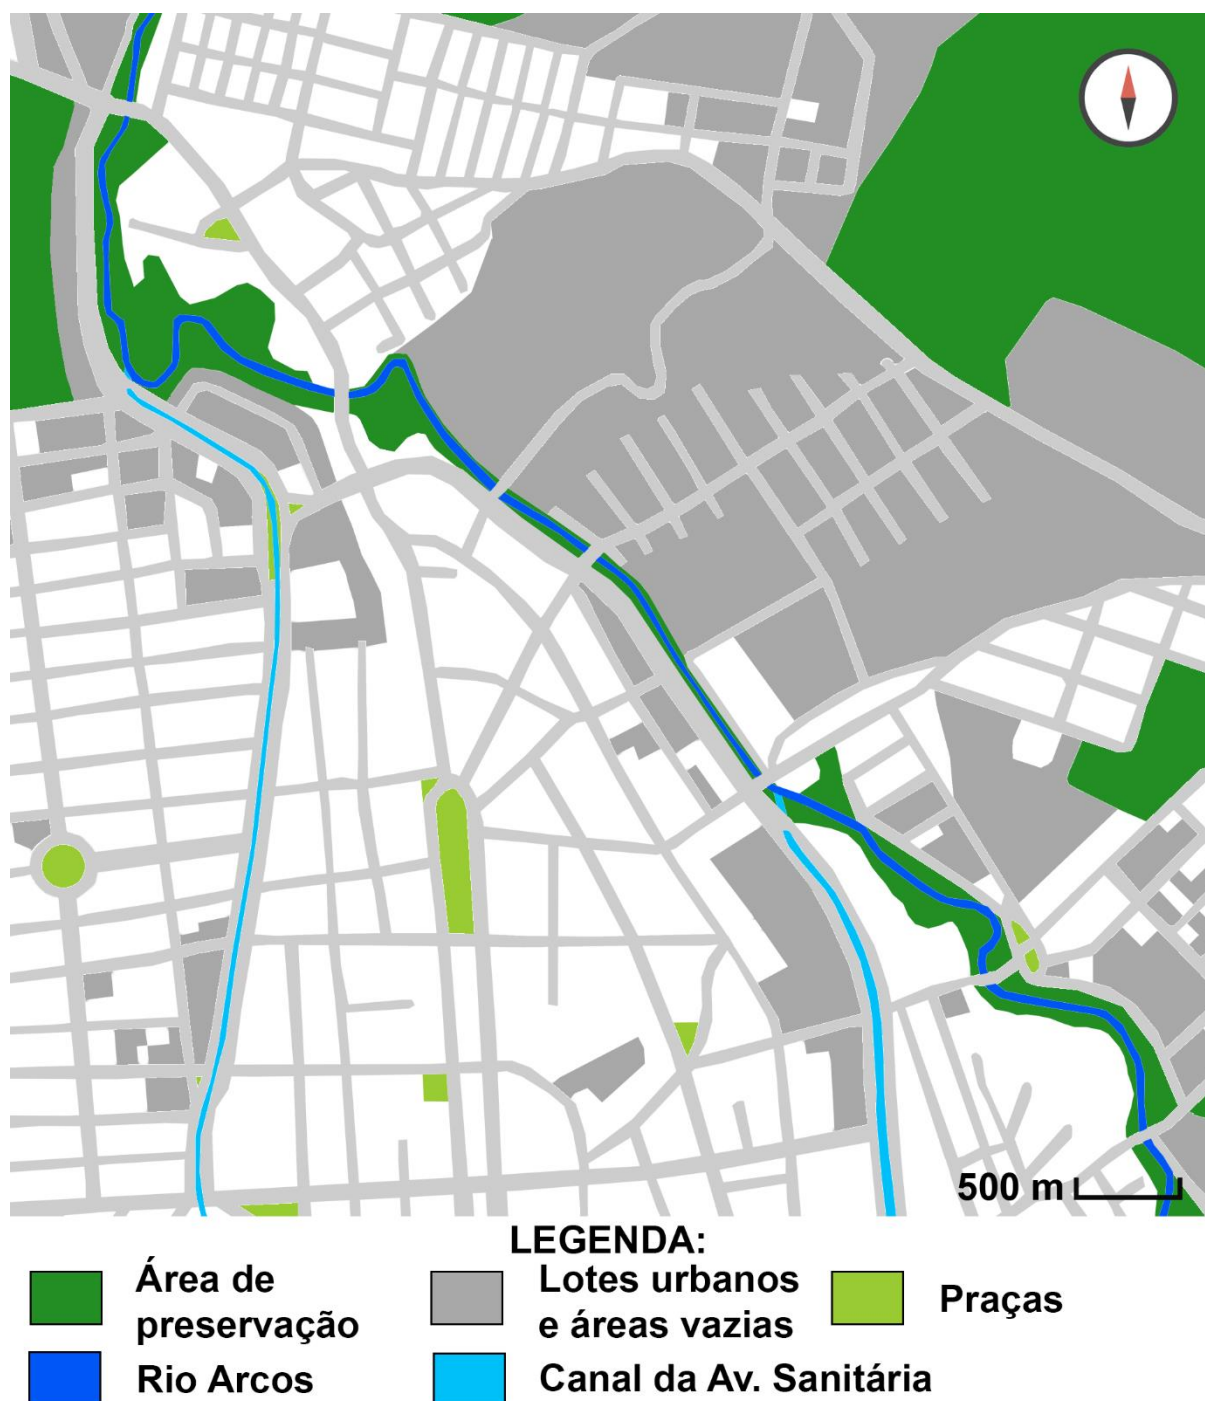 500 m
LEGENDA:
Área de
preservação
Lotes urbanos
e áreas vazias
Praças
Rio Arcos
Canal da Av. Sanitária